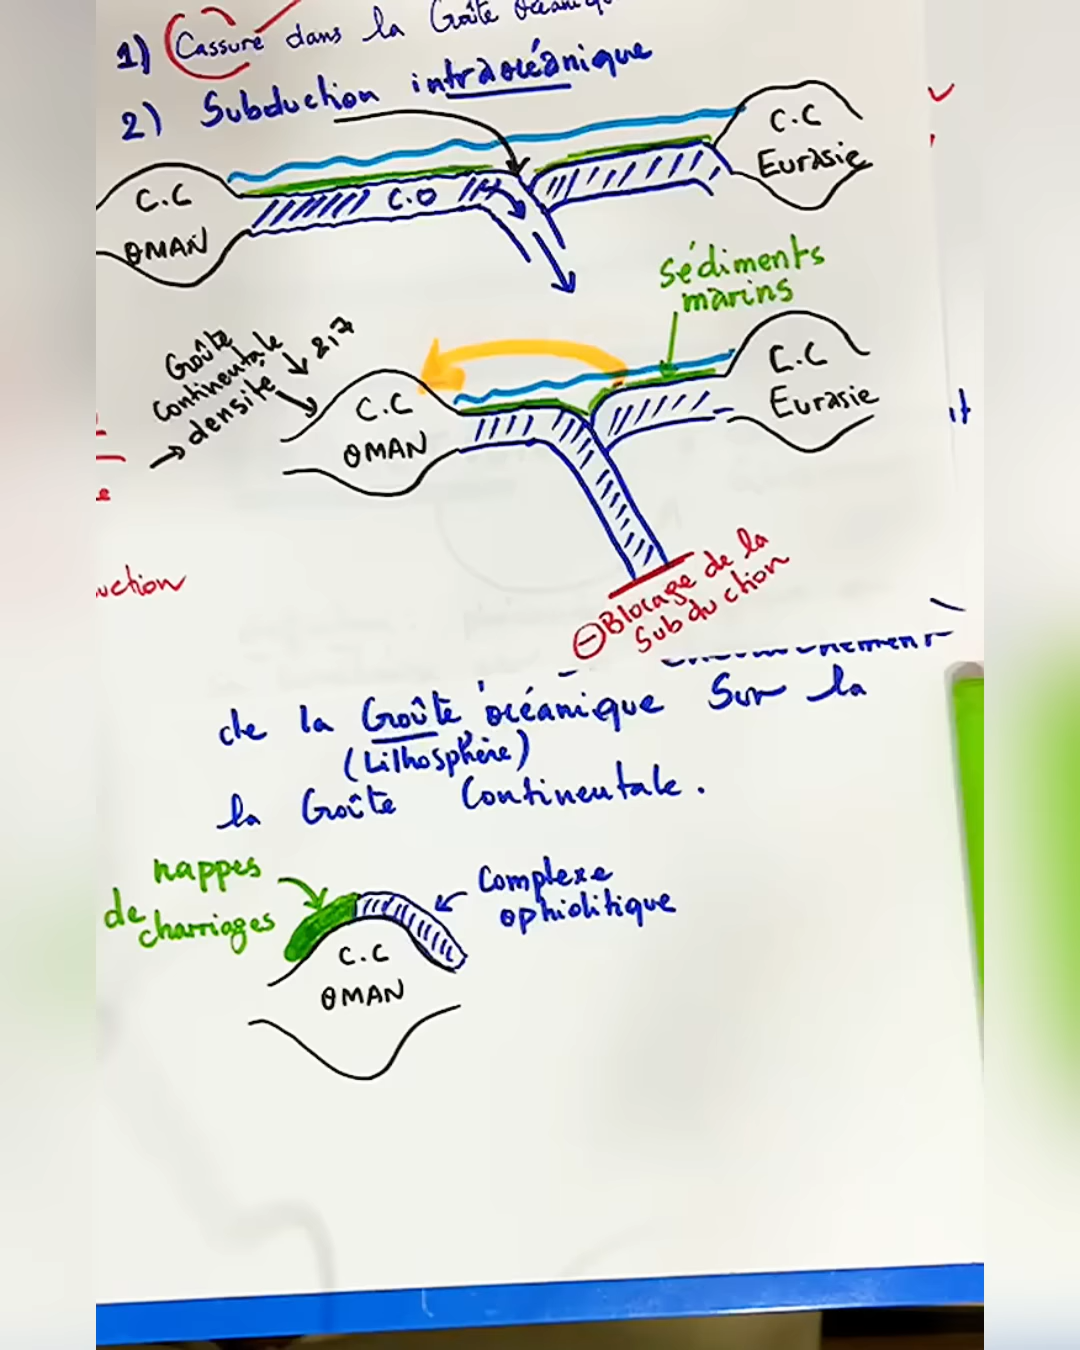 1) Cassure dans la Croûte océanique
2) Subduction intraocéanique
C.C
Eurasie
C.C
OMAN
C.O
Sédiments
marins
Croûte
Continentale
→ densité ↓ 2,7
C.C
OMAN
C.C
Eurasie
⊖ Blocage de la
Subduction
uction
de la Croûte océanique Sur la
(Lithosphère)
la Croûte Continentale.
nappes
de charriages
Complexe
ophiolitique
C.C
OMAN